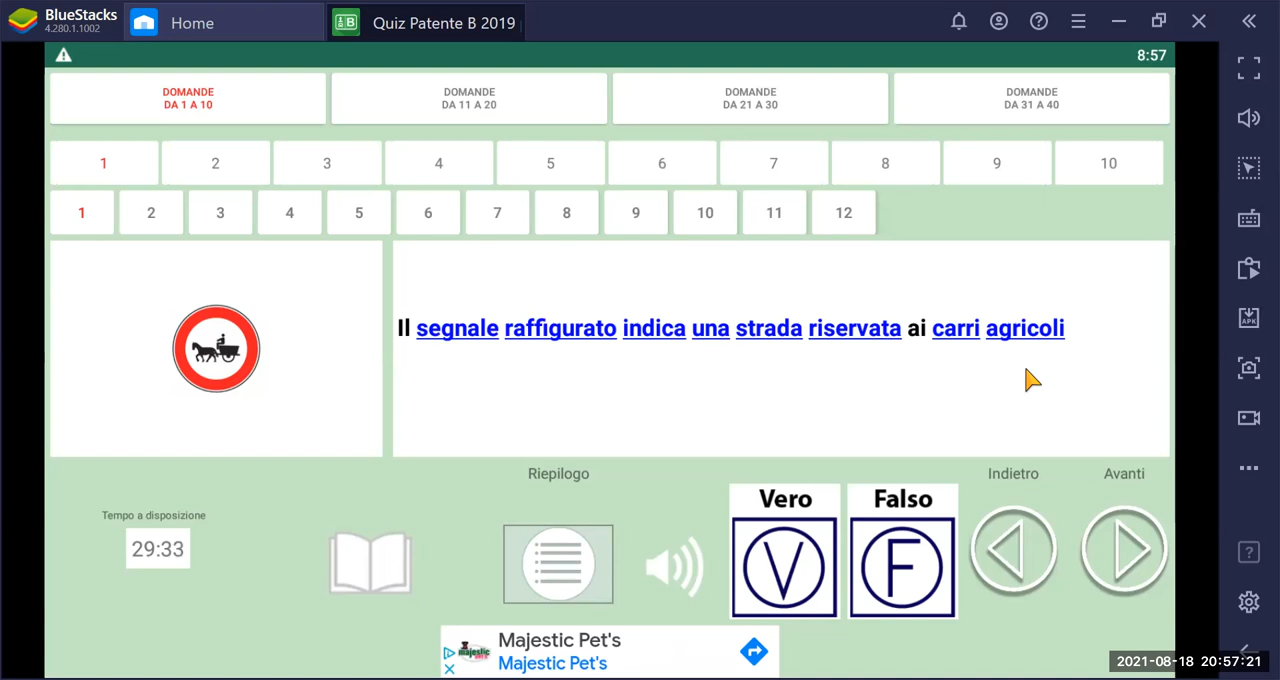 BlueStacks
4.280.1.1002
Home
Quiz Patente B 2019
8:57
DOMANDE
DA 1 A 10
DOMANDE
DA 11 A 20
DOMANDE
DA 21 A 30
DOMANDE
DA 31 A 40
1 2 3 4 5 6 7 8 9 10
1 2 3 4 5 6 7 8 9 10 11 12
Il segnale raffigurato indica una strada riservata ai carri agricoli
Riepilogo
Indietro
Avanti
Tempo a disposizione
29:33
Vero
V
Falso
F
majestic
Majestic Pet's
Majestic Pet's
APK
2021-08-18 20:57:21